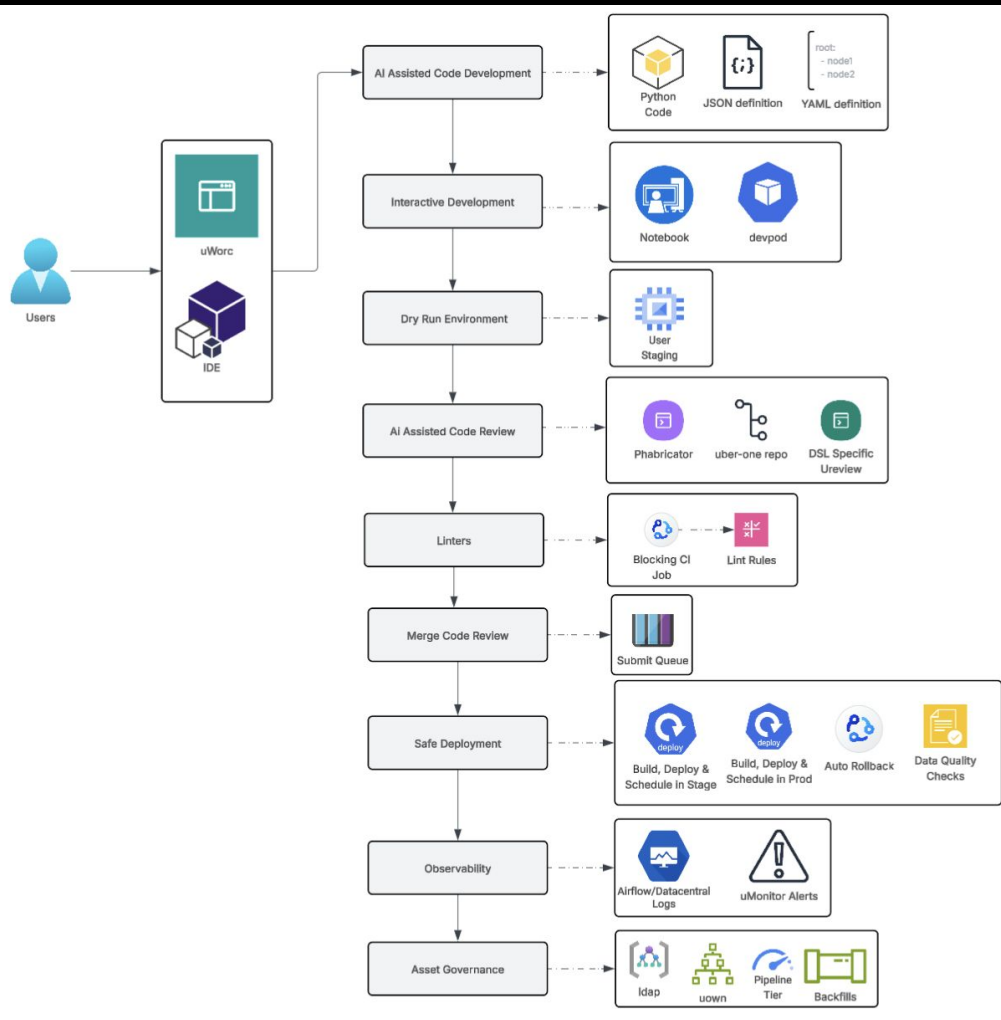 AI Assisted Code Development
Python
Code
{;}
JSON definition
root:
- node1
- node2
YAML definition
uWorc
IDE
Users
Interactive Development
Notebook
devpod
Dry Run Environment
User
Staging
Ai Assisted Code Review
Phabricator
uber-one repo
DSL Specific
Ureview
Linters
Blocking CI
Job
Lint Rules
Merge Code Review
Submit Queue
Safe Deployment
deploy
Build, Deploy &
Schedule in Stage
deploy
Build, Deploy &
Schedule in Prod
Auto Rollback
Data Quality
Checks
Observability
Airflow/Datacentral
Logs
uMonitor Alerts
Asset Governance
ldap
uown
Pipeline
Tier
Backfills